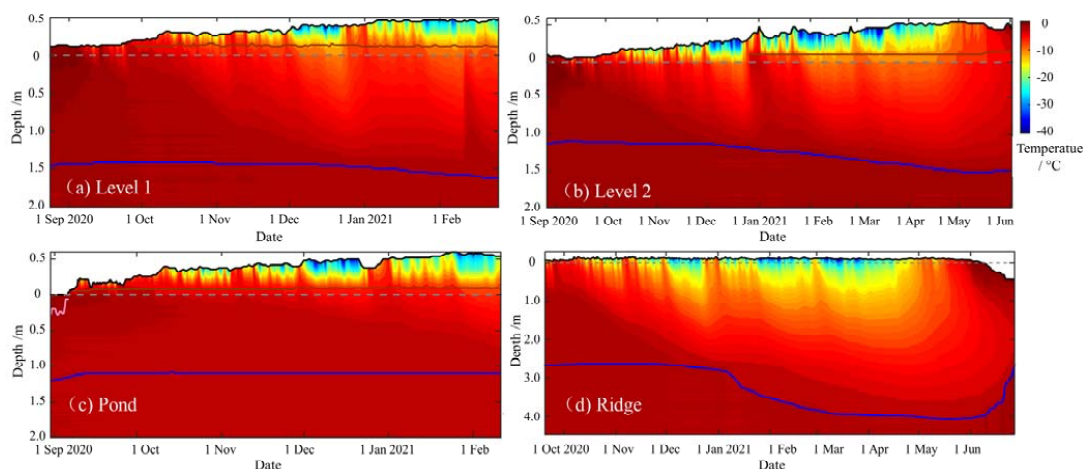 0.5
0
0.5
1.0
1.5
2.0
Depth /m
(a) Level 1
1 Sep 2020 1 Oct 1 Nov 1 Dec 1 Jan 2021 1 Feb
Date
0.5
0
0.5
1.0
1.5
2.0
Depth /m
(b) Level 2
1 Sep 2020 1 Oct 1 Nov 1 Dec 1 Jan 2021 1 Feb 1 Mar 1 Apr 1 May 1 Jun
Date
0
-10
-20
-30
-40
Temperatue
/ °C
0.5
0
0.5
1.0
1.5
2.0
Depth /m
(c) Pond
1 Sep 2020 1 Oct 1 Nov 1 Dec 1 Jan 2021 1 Feb
Date
0
1.0
2.0
3.0
4.0
Depth /m
(d) Ridge
1 Oct 2020 1 Nov 1 Dec 1 Jan 2021 1 Feb 1 Mar 1 Apr 1 May 1 Jun
Date